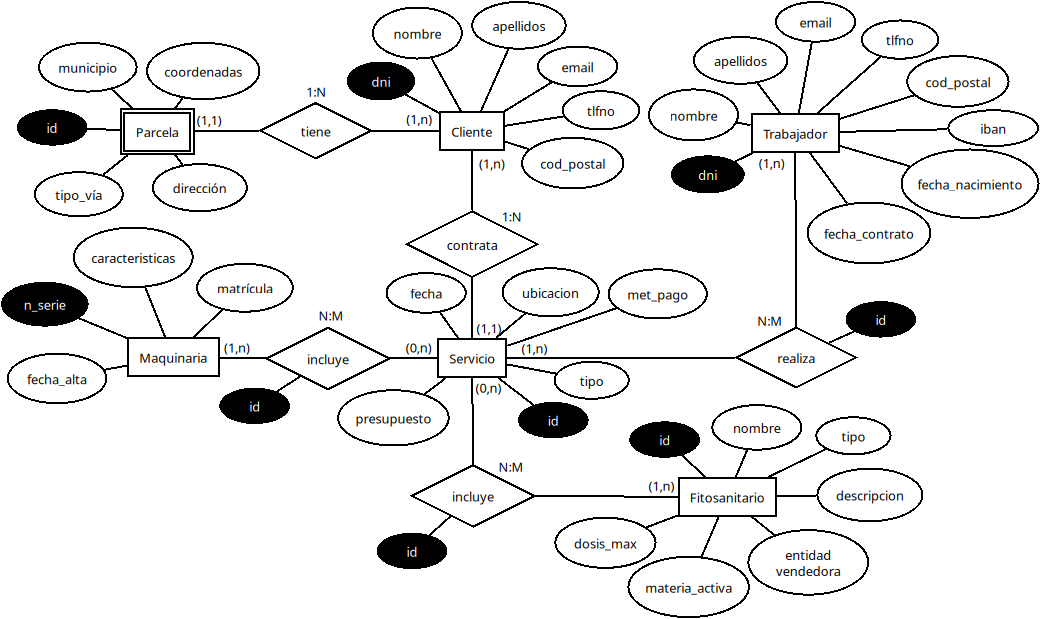 email
apellidos
nombre
tlfno
apellidos
email
municipio
coordenadas
dni
cod_postal
1:N
tlfno
nombre
id
(1,1)
(1,n)
iban
Parcela
tiene
Cliente
Trabajador
cod_postal
(1,n)
(1,n)
dni
fecha_nacimiento
tipo_vía
dirección
1:N
fecha_contrato
contrata
caracteristicas
matrícula
fecha
ubicacion
met_pago
n_serie
N:M
N:M
id
(1,1)
(1,n)
(0,n)
(1,n)
Maquinaria
incluye
Servicio
realiza
fecha_alta
tipo
(0,n)
id
presupuesto
id
nombre
id
tipo
N:M
(1,n)
incluye
Fitosanitario
descripcion
dosis_max
id
entidad
vendedora
materia_activa